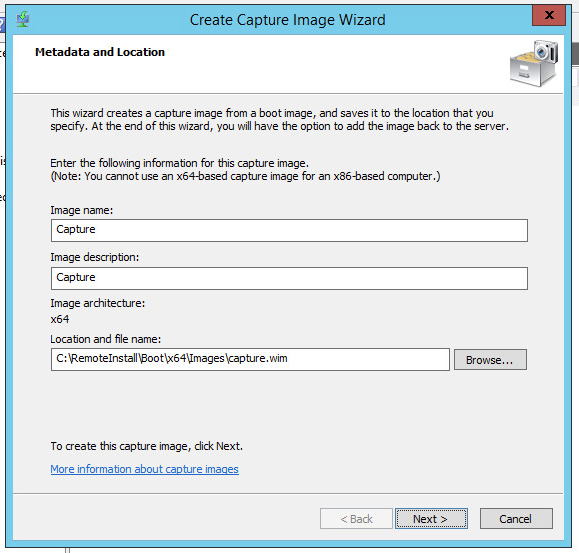 Create Capture Image Wizard
x
Metadata and Location
This wizard creates a capture image from a boot image, and saves it to the location that you
specify. At the end of this wizard, you will have the option to add the image back to the server.
Enter the following information for this capture image.
(Note: You cannot use an x64-based capture image for an x86-based computer.)
Image name:
Capture
Image description:
Capture
Image architecture:
x64
Location and file name:
C:\RemoteInstall\Boot\x64\Images\capture.wim
Browse...
To create this capture image, click Next.
More information about capture images
< Back
Next >
Cancel